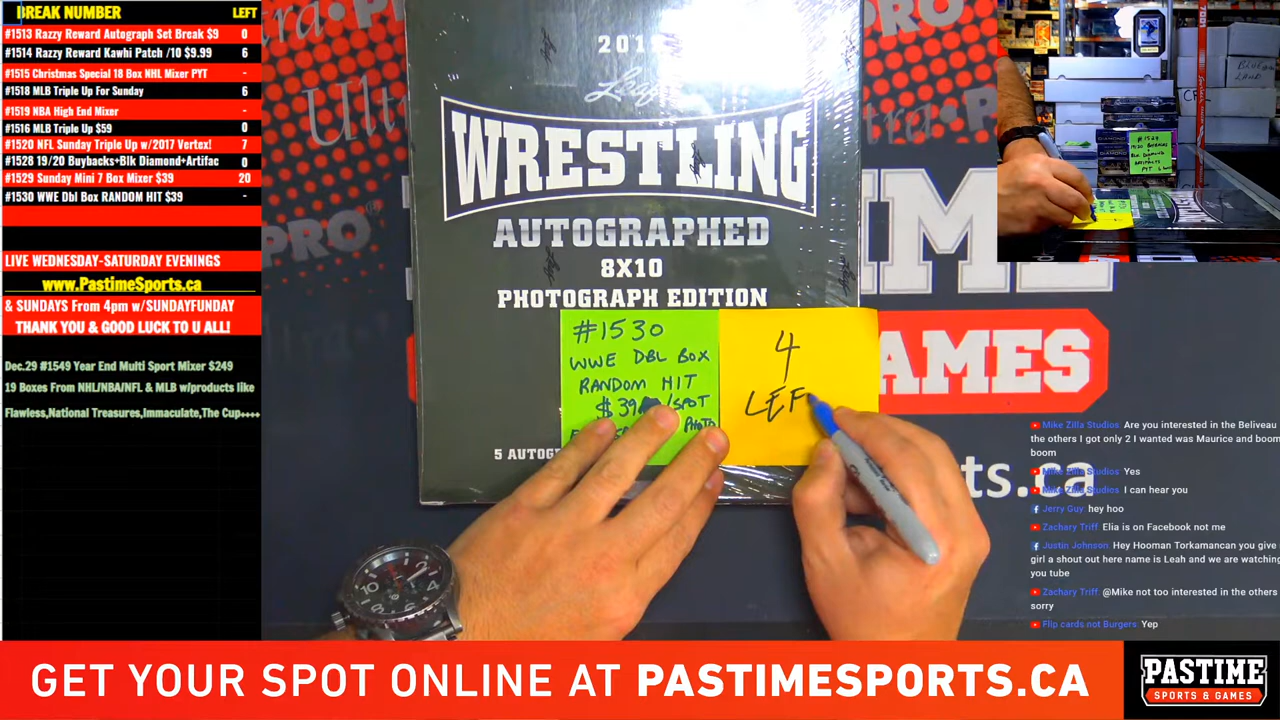 BREAK NUMBER LEFT
#1513 Razzy Reward Autograph Set Break $9 0
#1514 Razzy Reward Kawhi Patch /10 $9.99 6
#1515 Christmas Special 18 Box NHL Mixer PYT -
#1518 MLB Triple Up For Sunday 6
#1519 NBA High End Mixer -
#1516 MLB Triple Up $59 0
#1520 NFL Sunday Triple Up w/2017 Vertex! 7
#1528 19/20 Buybacks+Blk Diamond+Artifac 0
#1529 Sunday Mini 7 Box Mixer $39 20
#1530 WWE Dbl Box RANDOM HIT $39 -
LIVE WEDNESDAY-SATURDAY EVENINGS
www.PastimeSports.ca
& SUNDAYS From 4pm w/SUNDAYFUNDAY
THANK YOU & GOOD LUCK TO U ALL!
Dec.29 #1549 Year End Multi Sport Mixer $249
19 Boxes From NHL/NBA/NFL & MLB w/products like
Flawless,National Treasures,Immaculate,The Cup++++
Leaf
WRESTLING
AUTOGRAPHED
8X10
PHOTOGRAPH EDITION
#1530
WWE DBL BOX
RANDOM HIT
/SPOT
PHOTO
4
LEF
GAMES
ts.ca
Mike Zilla Studios: Are you interested in the Beliveau
the others I got only 2 I wanted was Maurice and boom
boom
Mike Zilla Studios: Yes
Mike Zilla Studios: I can hear you
Jerry Guy: hey hoo
Zachary Triff: Elia is on Facebook not me
Justin Johnson: Hey Hooman Torkamancan you give
girl a shout out here name is Leah and we are watching
you tube
Zachary Triff: @Mike not too interested in the others
sorry
Flip cards not Burgers: Yep
GET YOUR SPOT ONLINE AT PASTIMESPORTS.CA
PASTIME
SPORTS & GAMES